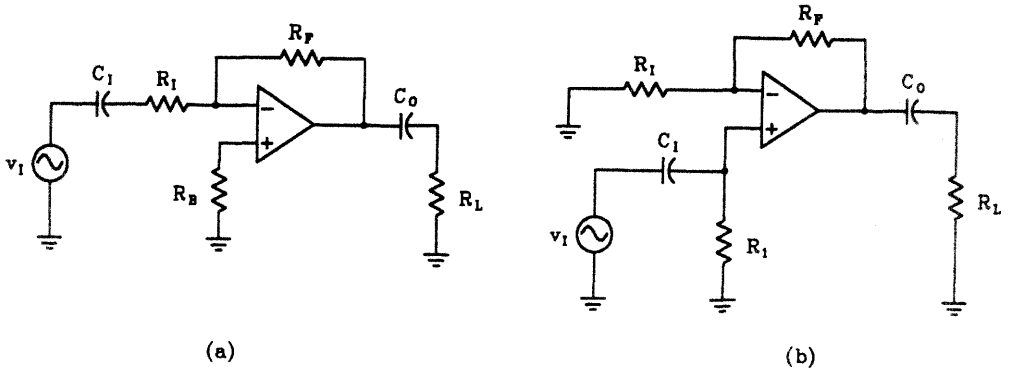 R_F
C_I
R_I
C_O
v_I
R_B
R_L
(a)
R_F
R_I
C_O
C_I
v_I
R_1
R_L
(b)